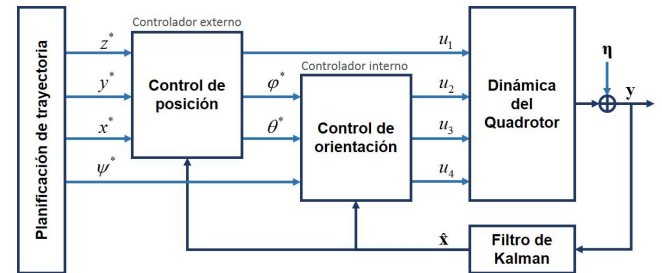 Planificación de trayectoria
Controlador externo
z*
y*
x*
ψ*
Control de
posición
φ*
θ*
Controlador interno
Control de
orientación
u1
u2
u3
u4
Dinámica
del
Quadrotor
η
y
x̂
Filtro de
Kalman